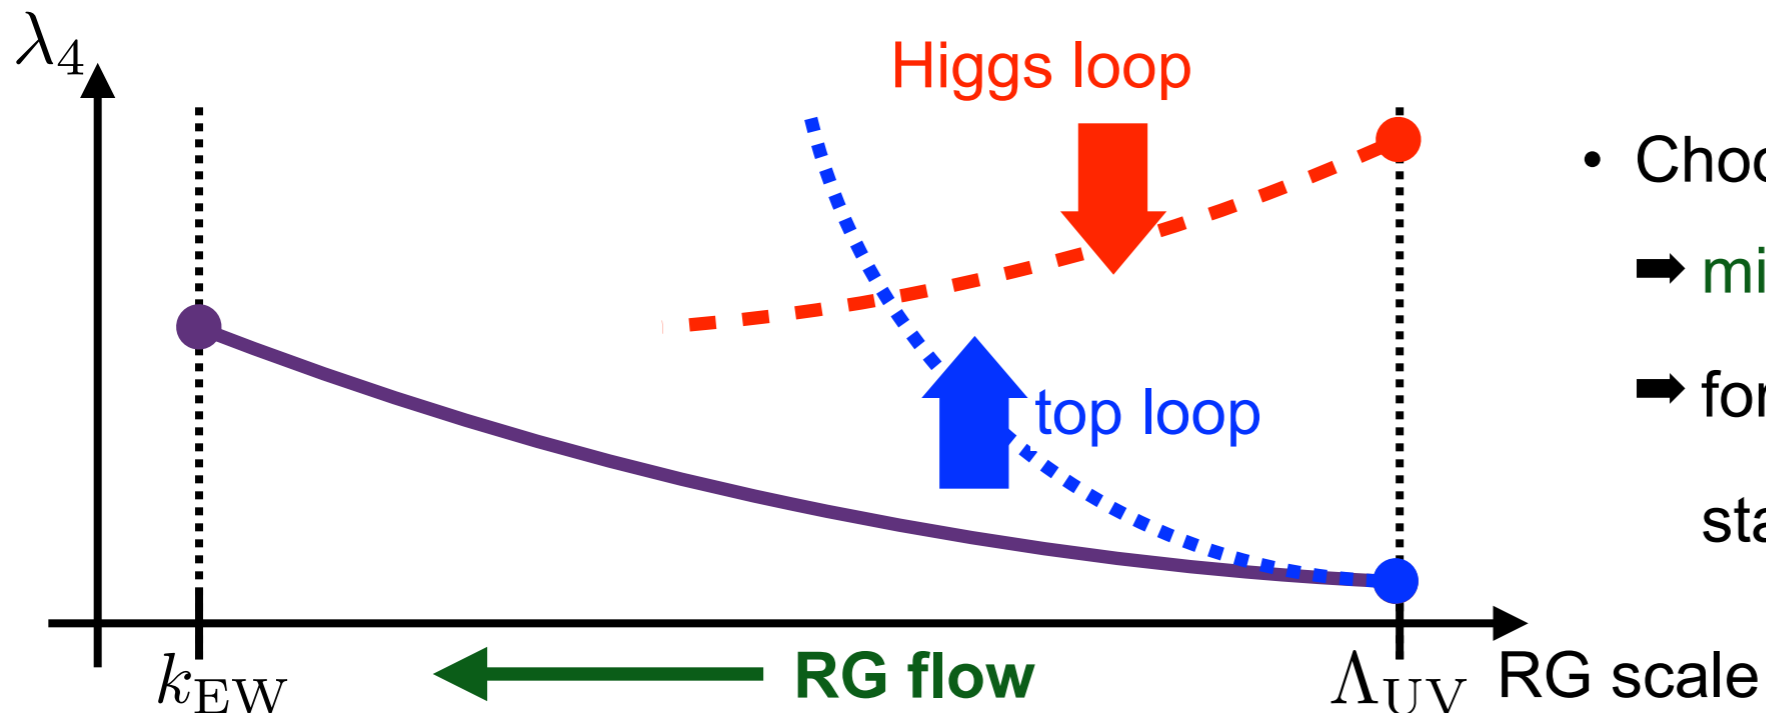 λ₄
Higgs loop
top loop
k_EW
RG flow
Λ_UV
RG scale
•
➡
➡